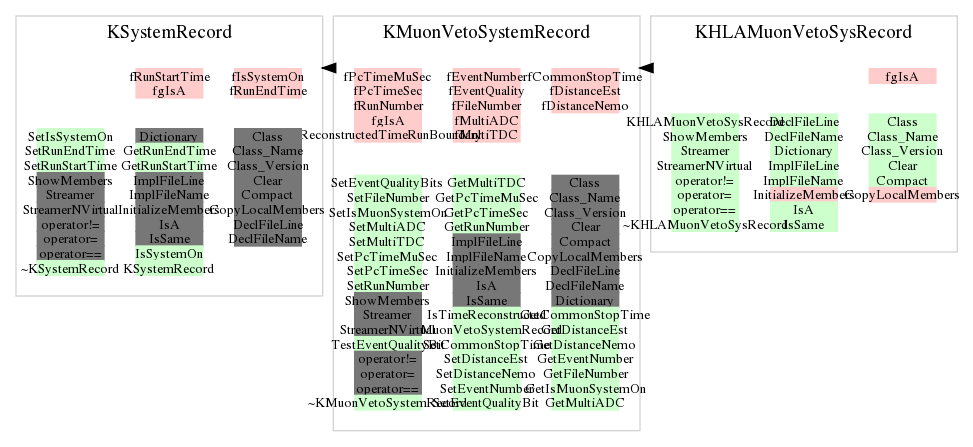 KSystemRecord
fRunStartTime
fgIsA
fIsSystemOn
fRunEndTime
SetIsSystemOn
SetRunEndTime
SetRunStartTime
ShowMembers
Streamer
StreamerNVirtual
operator!=
operator=
operator==
~KSystemRecord
Dictionary
GetRunEndTime
GetRunStartTime
ImplFileLine
ImplFileName
InitializeMembers
IsA
IsSame
IsSystemOn
KSystemRecord
Class
Class_Name
Class_Version
Clear
Compact
CopyLocalMembers
DeclFileLine
DeclFileName
KMuonVetoSystemRecord
fPcTimeMuSec
fPcTimeSec
fRunNumber
fgIsA
ReconstructedTimeRunBoundary
fEventNumber
fEventQuality
fFileNumber
fMultiADC
fMultiTDC
fCommonStopTime
fDistanceEst
fDistanceNemo
SetEventQualityBits
SetFileNumber
SetIsMuonSystemOn
SetMultiADC
SetMultiTDC
SetPcTimeMuSec
SetPcTimeSec
SetRunNumber
ShowMembers
Streamer
StreamerNVirtual
TestEventQualityBit
operator!=
operator=
operator==
~KMuonVetoSystemRecord
GetMultiTDC
GetPcTimeMuSec
GetPcTimeSec
GetRunNumber
ImplFileLine
ImplFileName
InitializeMembers
IsA
IsSame
IsTimeReconstructed
KMuonVetoSystemRecord
SetCommonStopTime
SetDistanceEst
SetDistanceNemo
SetEventNumber
SetEventQualityBit
Class
Class_Name
Class_Version
Clear
Compact
CopyLocalMembers
DeclFileLine
DeclFileName
Dictionary
GetCommonStopTime
GetDistanceEst
GetDistanceNemo
GetEventNumber
GetFileNumber
GetIsMuonSystemOn
GetMultiADC
KHLAMuonVetoSysRecord
fgIsA
KHLAMuonVetoSysRecord
ShowMembers
Streamer
StreamerNVirtual
operator!=
operator=
operator==
~KHLAMuonVetoSysRecord
DeclFileLine
DeclFileName
Dictionary
ImplFileLine
ImplFileName
InitializeMembers
IsA
IsSame
Class
Class_Name
Class_Version
Clear
Compact
CopyLocalMembers